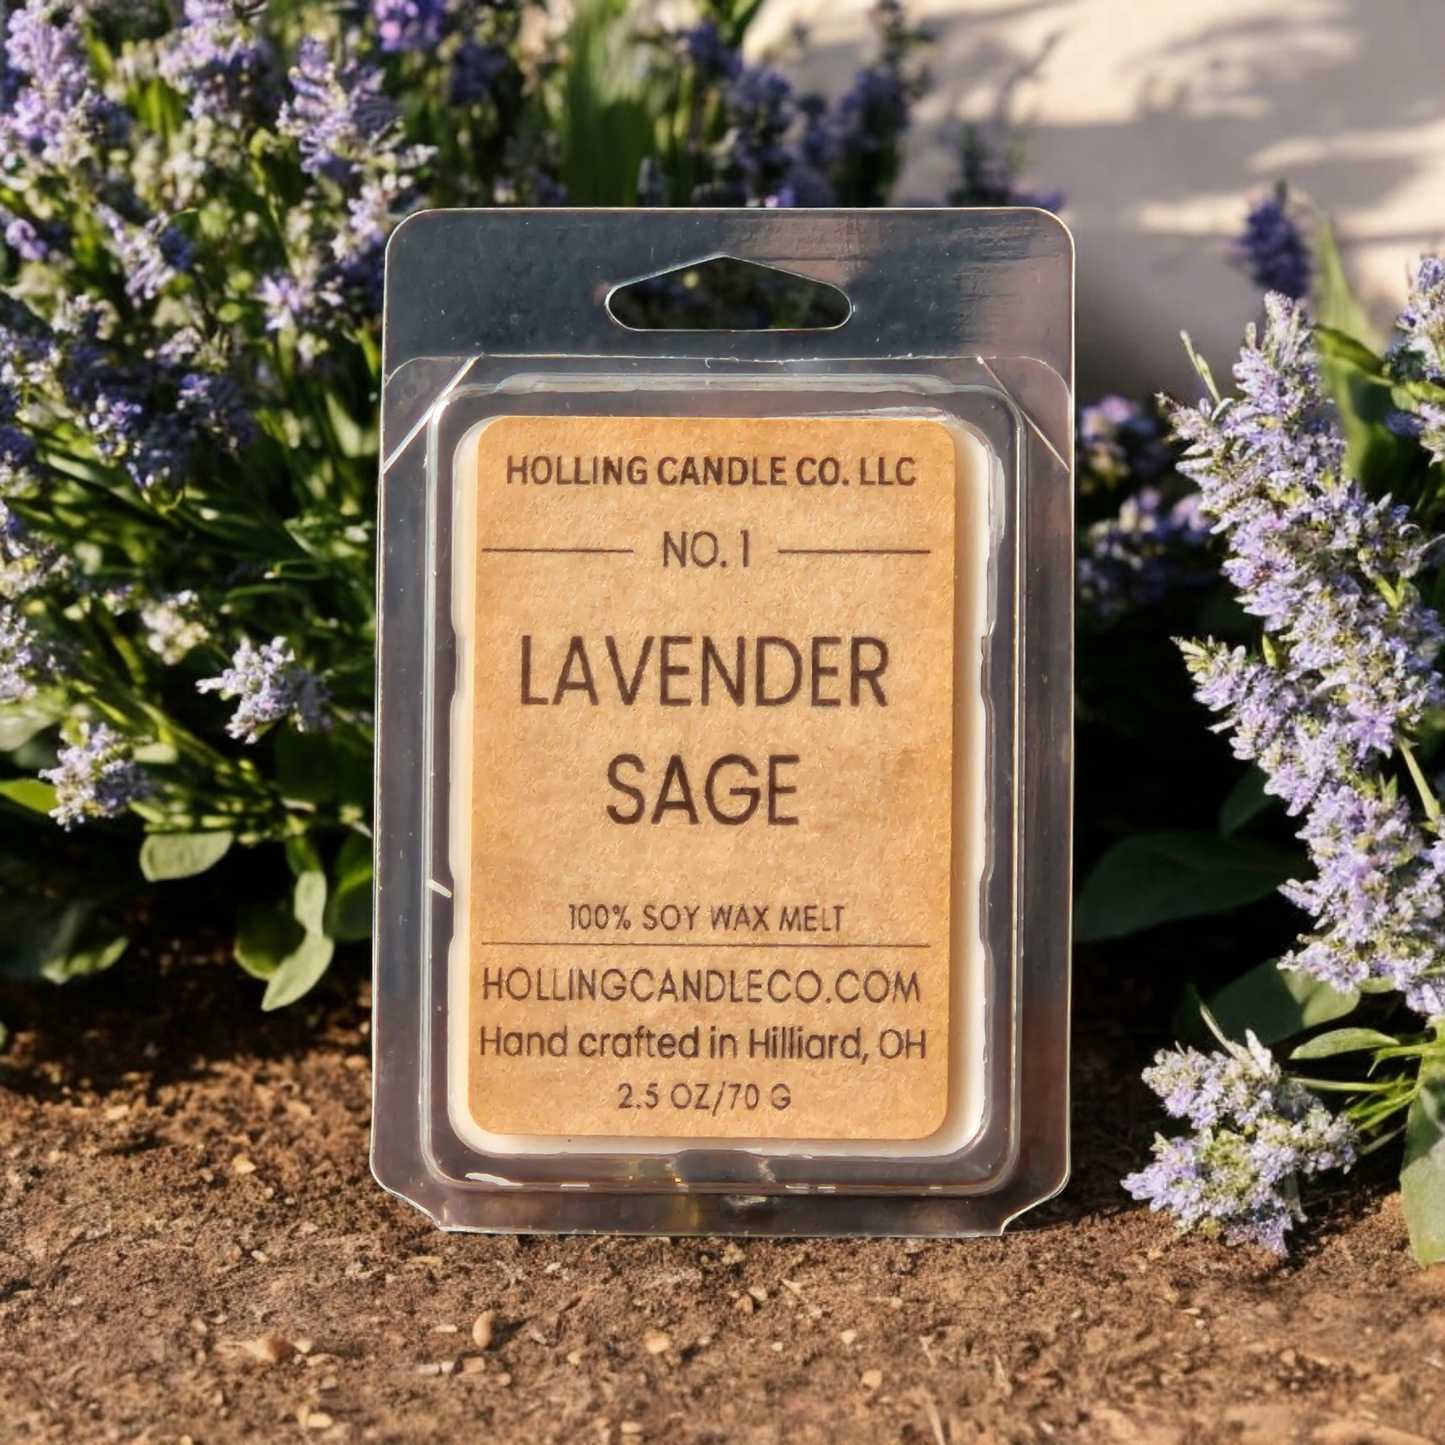 HOLLING CANDLE CO. LLC
NO. 1
LAVENDER
SAGE
100% SOY WAX MELT
HOLLINGCANDLECO.COM
Hand crafted in Hilliard, OH
2.5 OZ/70 G